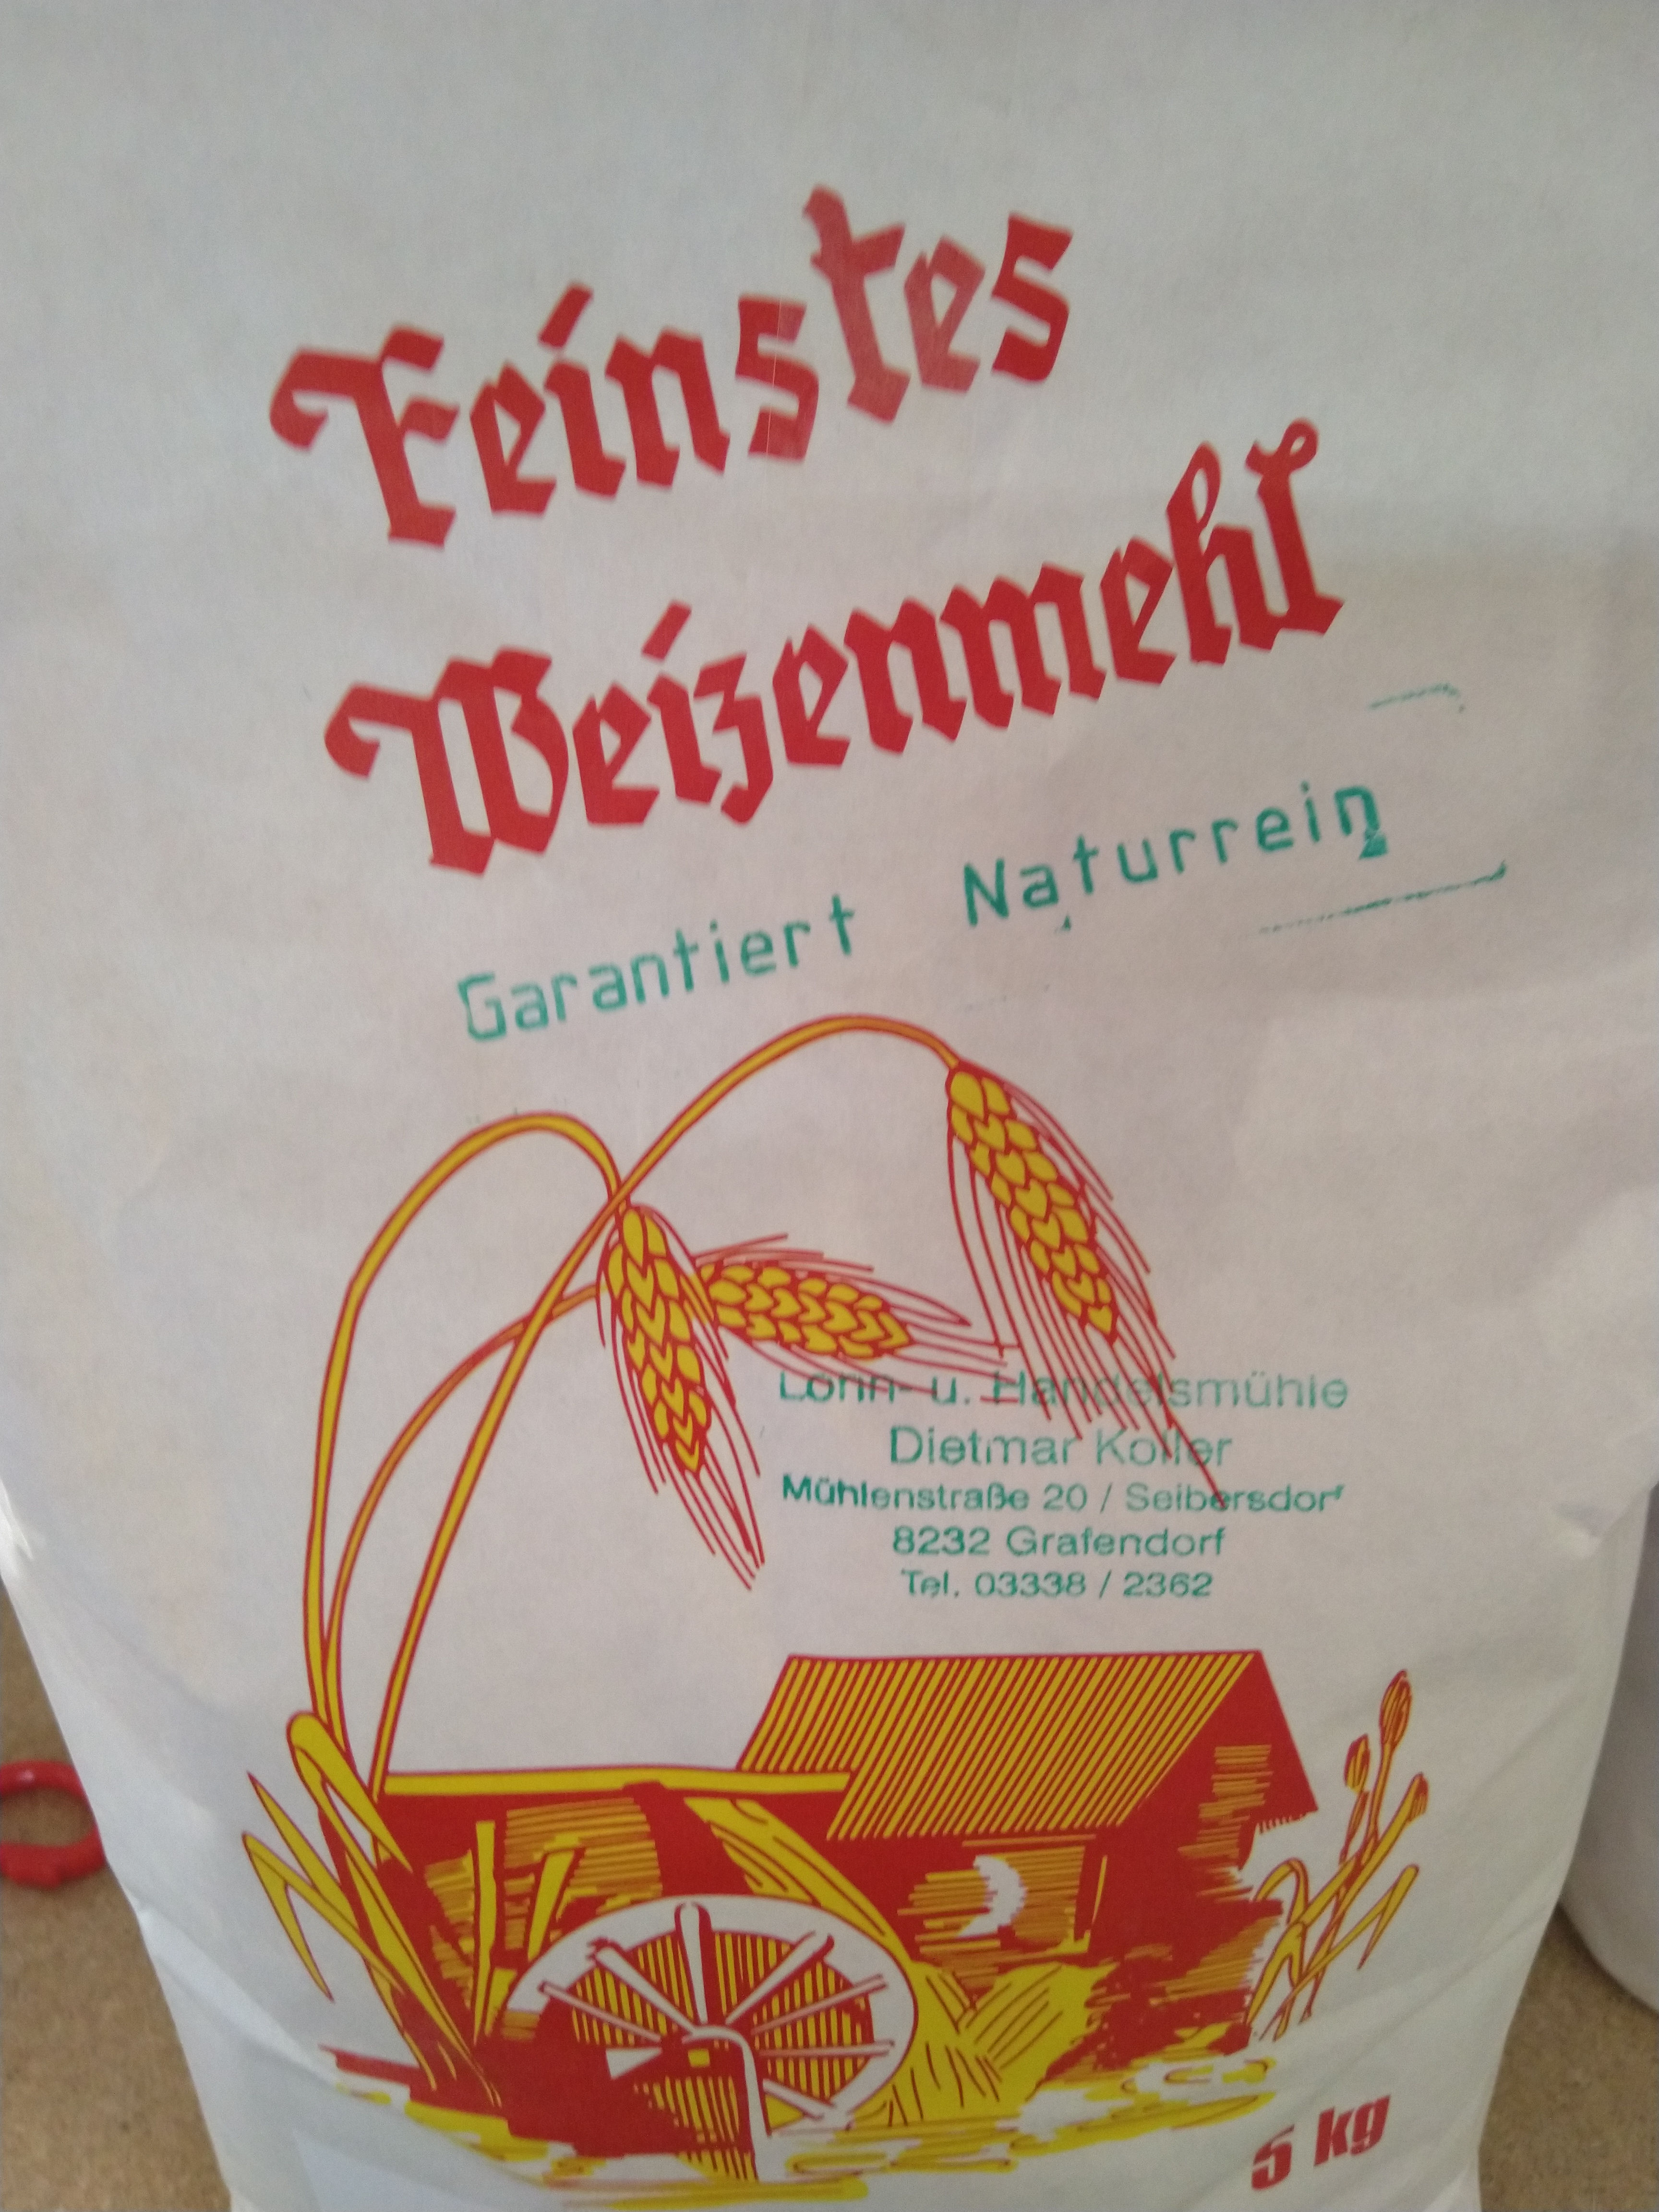 Feinstes
Weizenmehl
Garantiert Naturrein
Lohn- u. Handelsmühle
Dietmar Koller
Mühlenstraße 20 / Seibersdorf
8232 Grafendorf
Tel. 03338 / 2362
5 kg